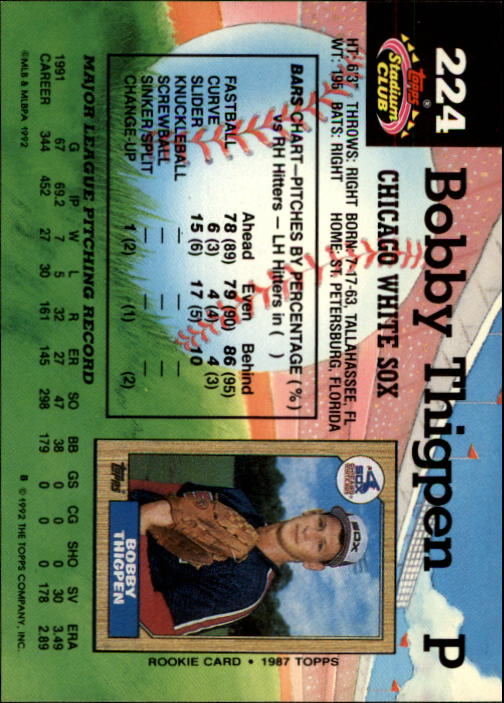 224
Topps®
Stadium
CLUB
Bobby Thigpen P
CHICAGO WHITE SOX
HT: 6'3" THROWS: RIGHT BORN: 7-17-63, TALLAHASSEE, FL
WT: 195 BATS: RIGHT HOME: ST. PETERSBURG, FLORIDA
BARS CHART—PITCHES BY PERCENTAGE (%)
vs RH Hitters — LH Hitters in ( )
Ahead Even Behind
FASTBALL 78 (89) 79 (90) 86 (95)
CURVE 6 (3) 4 (4) 4 (3)
SLIDER 15 (6) 17 (5) 10
KNUCKLEBALL — — —
SCREWBALL — — —
SINKER/SPLIT — — —
CHANGE-UP 1 (2) (1) (2)
SOX
SOX
Topps
BOBBY
THIGPEN
ROOKIE CARD • 1987 TOPPS
MAJOR LEAGUE PITCHING RECORD
G IP W L R ER SO BB GS CG SHO SV ERA
1991 67 69.2 7 5 32 27 47 38 0 0 0 30 3.49
CAREER 344 452 27 30 161 145 298 179 0 0 0 178 2.89
©MLB & MLBPA 1992
B © 1992 THE TOPPS COMPANY, INC.